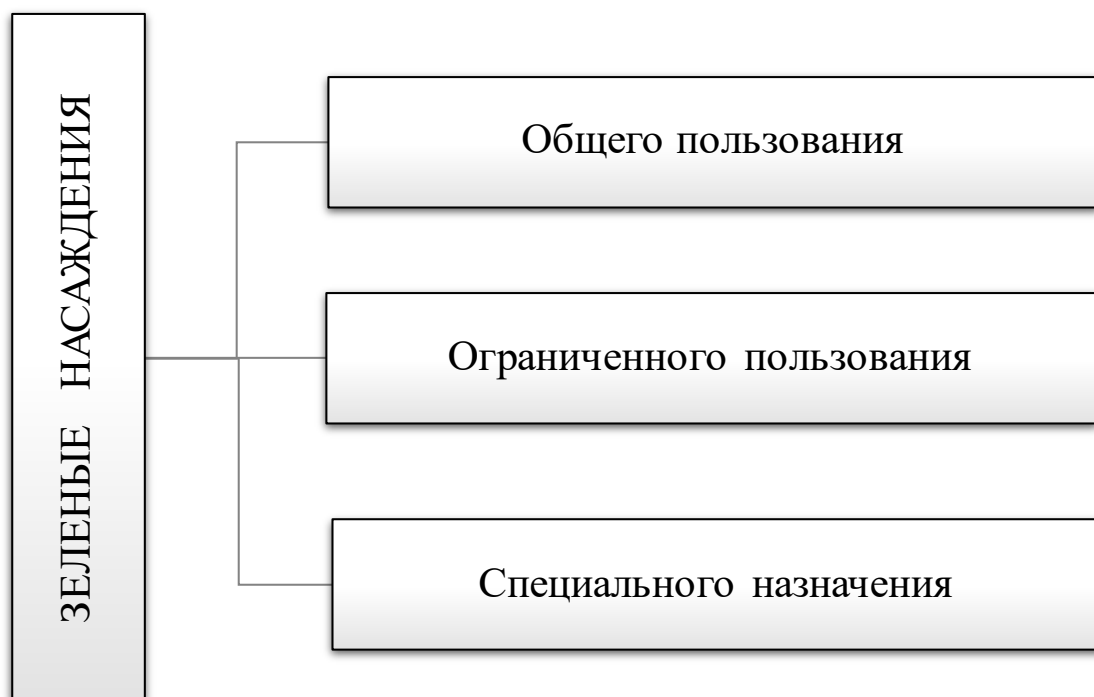 ЗЕЛЕНЫЕ НАСАЖДЕНИЯ
Общего пользования
Ограниченного пользования
Специального назначения